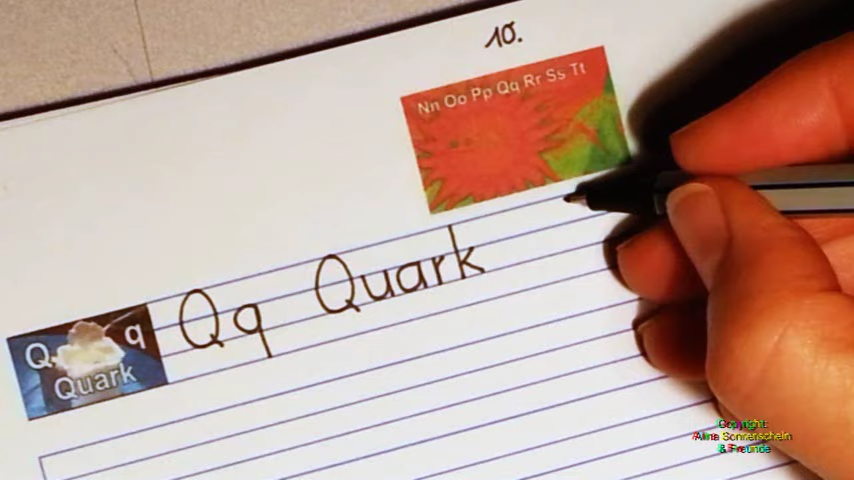 10.
Nn Oo Pp Qq Rr Ss Tt
Qq Quark
Q q
Quark
Copyright:
Alina Sonnenschein
& Freunde